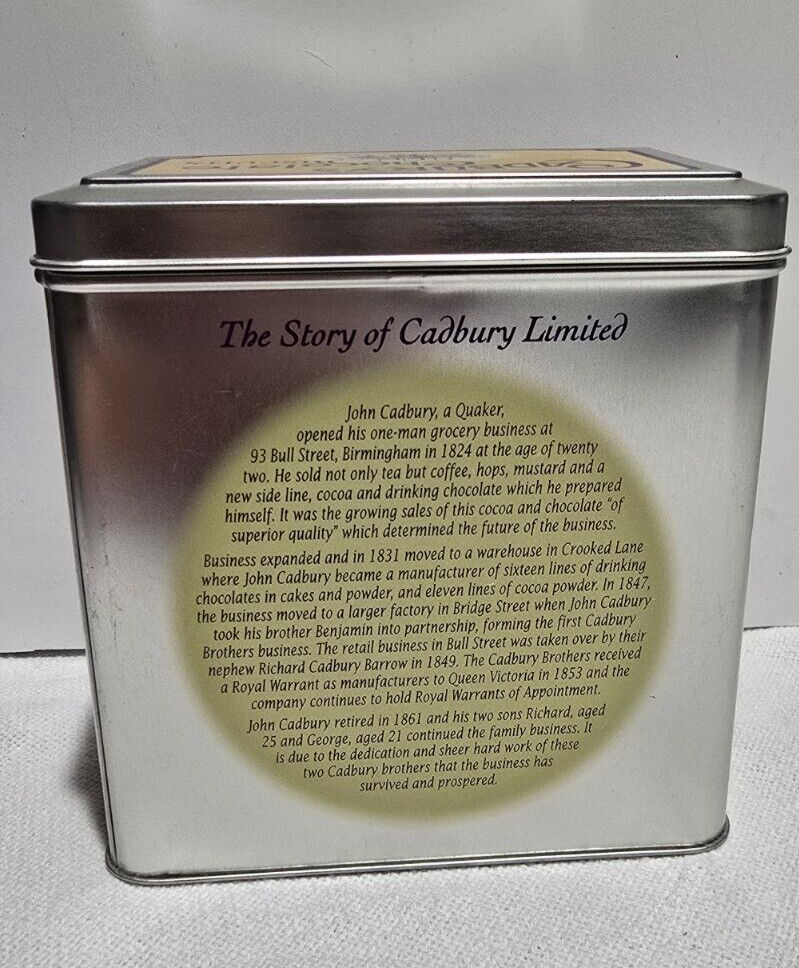 The Story of Cadbury Limited
John Cadbury, a Quaker,
opened his one-man grocery business at
93 Bull Street, Birmingham in 1824 at the age of twenty
two. He sold not only tea but coffee, hops, mustard and a
new side line, cocoa and drinking chocolate which he prepared
himself. It was the growing sales of this cocoa and chocolate "of
superior quality" which determined the future of the business.
Business expanded and in 1831 moved to a warehouse in Crooked Lane
where John Cadbury became a manufacturer of sixteen lines of drinking
chocolates in cakes and powder, and eleven lines of cocoa powder. In 1847,
the business moved to a larger factory in Bridge Street when John Cadbury
took his brother Benjamin into partnership, forming the first Cadbury
Brothers business. The retail business in Bull Street was taken over by their
nephew Richard Cadbury Barrow in 1849. The Cadbury Brothers received
a Royal Warrant as manufacturers to Queen Victoria in 1853 and the
company continues to hold Royal Warrants of Appointment.
John Cadbury retired in 1861 and his two sons Richard, aged
25 and George, aged 21 continued the family business. It
is due to the dedication and sheer hard work of these
two Cadbury brothers that the business has
survived and prospered.